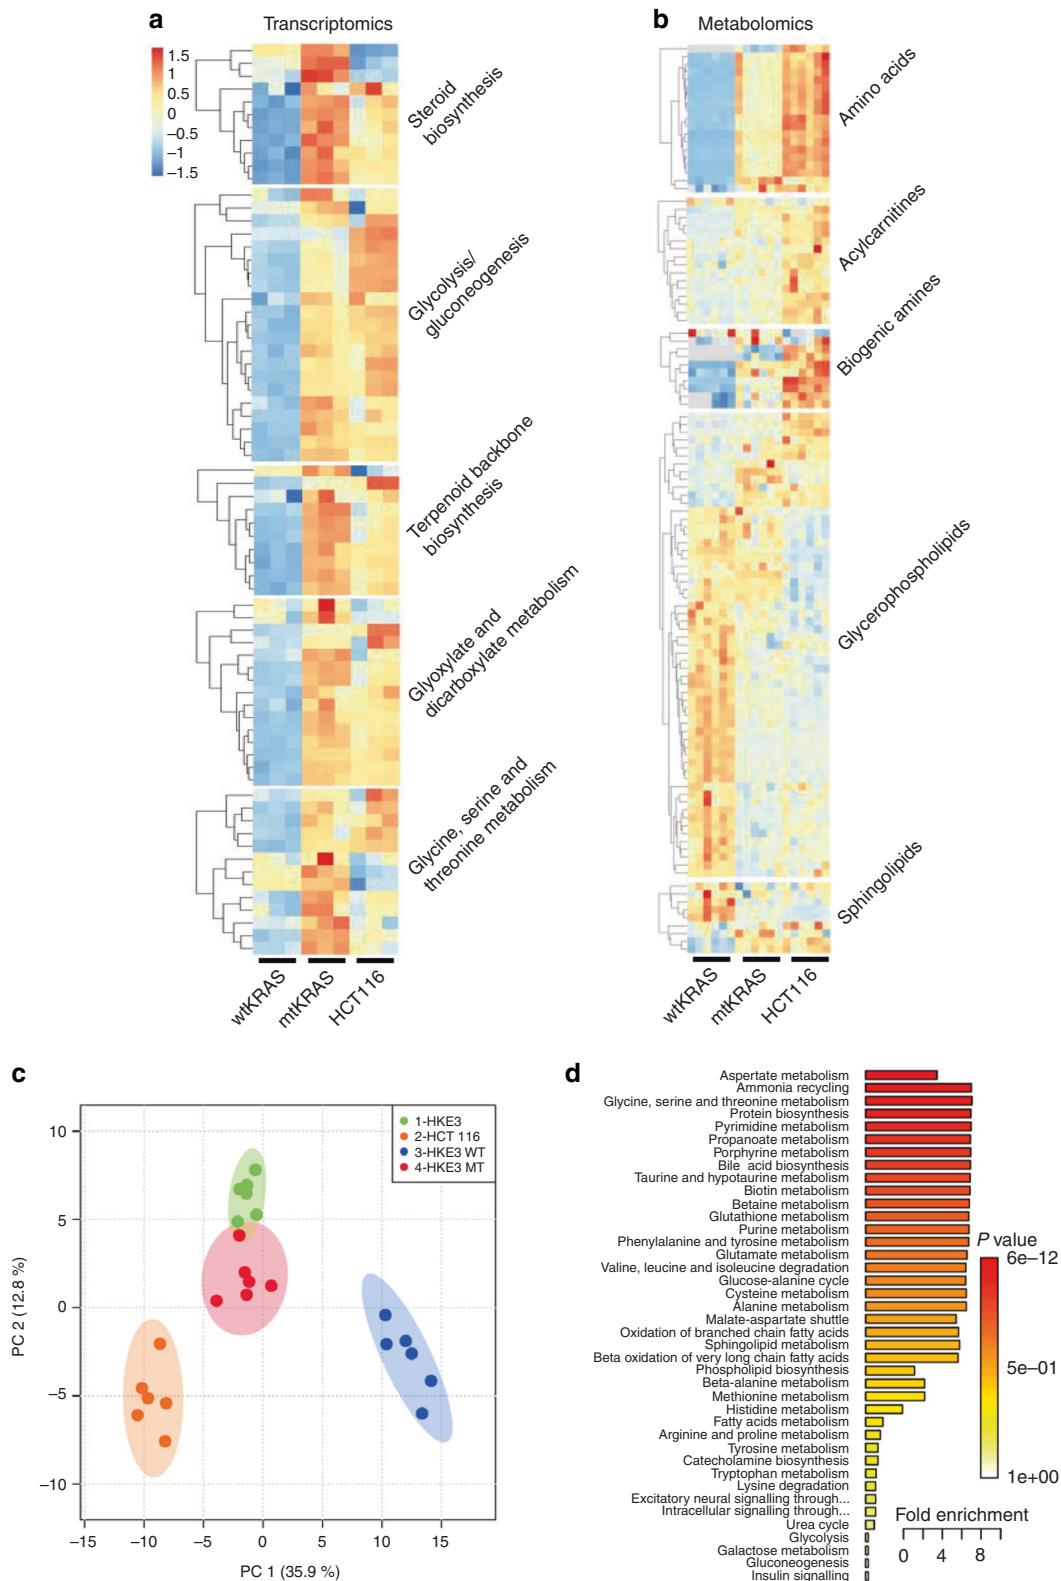 a
Transcriptomics
1.5
1
0.5
0
−0.5
−1
−1.5
Steroid
biosynthesis
Glycolysis/
gluconeogenesis
Terpenoid backbone
biosynthesis
Glyoxylate and
dicarboxylate metabolism
Glycine, serine and
threonine metabolism
wtKRAS
mtKRAS
HCT116
b
Metabolomics
Amino acids
Acylcarnitines
Biogenic amines
Glycerophospholipids
Sphingolipids
wtKRAS
mtKRAS
HCT116
c
1-HKE3
2-HCT 116
3-HKE3 WT
4-HKE3 MT
PC 2 (12.8 %)
10
5
0
−5
−10
−15
−10
−5
0
5
10
15
PC 1 (35.9 %)
d
Aspertate metabolism
Ammonia recycling
Glycine, serine and threonine metabolism
Protein biosynthesis
Pyrimidine metabolism
Propanoate metabolism
Porphyrine metabolism
Bile acid biosynthesis
Taurine and hypotaurine metabolism
Biotin metabolism
Betaine metabolism
Glutathione metabolism
Purine metabolism
Phenylalanine and tyrosine metabolism
Glutamate metabolism
Valine, leucine and isoleucine degradation
Glucose-alanine cycle
Cysteine metabolism
Alanine metabolism
Malate-aspartate shuttle
Oxidation of branched chain fatty acids
Sphingolipid metabolism
Beta oxidation of very long chain fatty acids
Phospholipid biosynthesis
Beta-alanine metabolism
Methionine metabolism
Histidine metabolism
Fatty acids metabolism
Arginine and proline metabolism
Tyrosine metabolism
Catecholamine biosynthesis
Tryptophan metabolism
Lysine degradation
Excitatory neural signalling through...
Intracellular signalling through...
Urea cycle
Glycolysis
Galactose metabolism
Gluconeogenesis
Insulin signalling
P value
6e−12
5e−01
1e+00
Fold enrichment
0 4 8